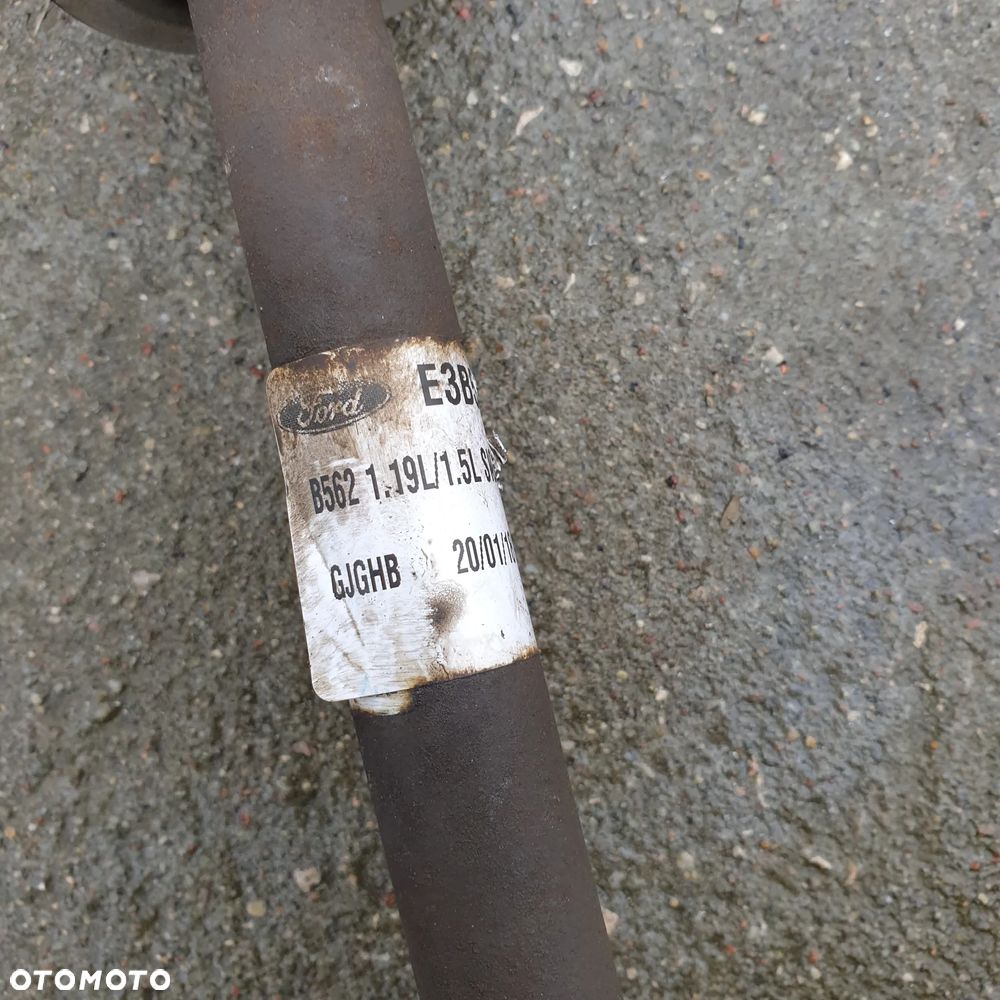 Ford
E3B
B562 1.19L/1.5L
GJGHB
20/01/1
OTOMOTO